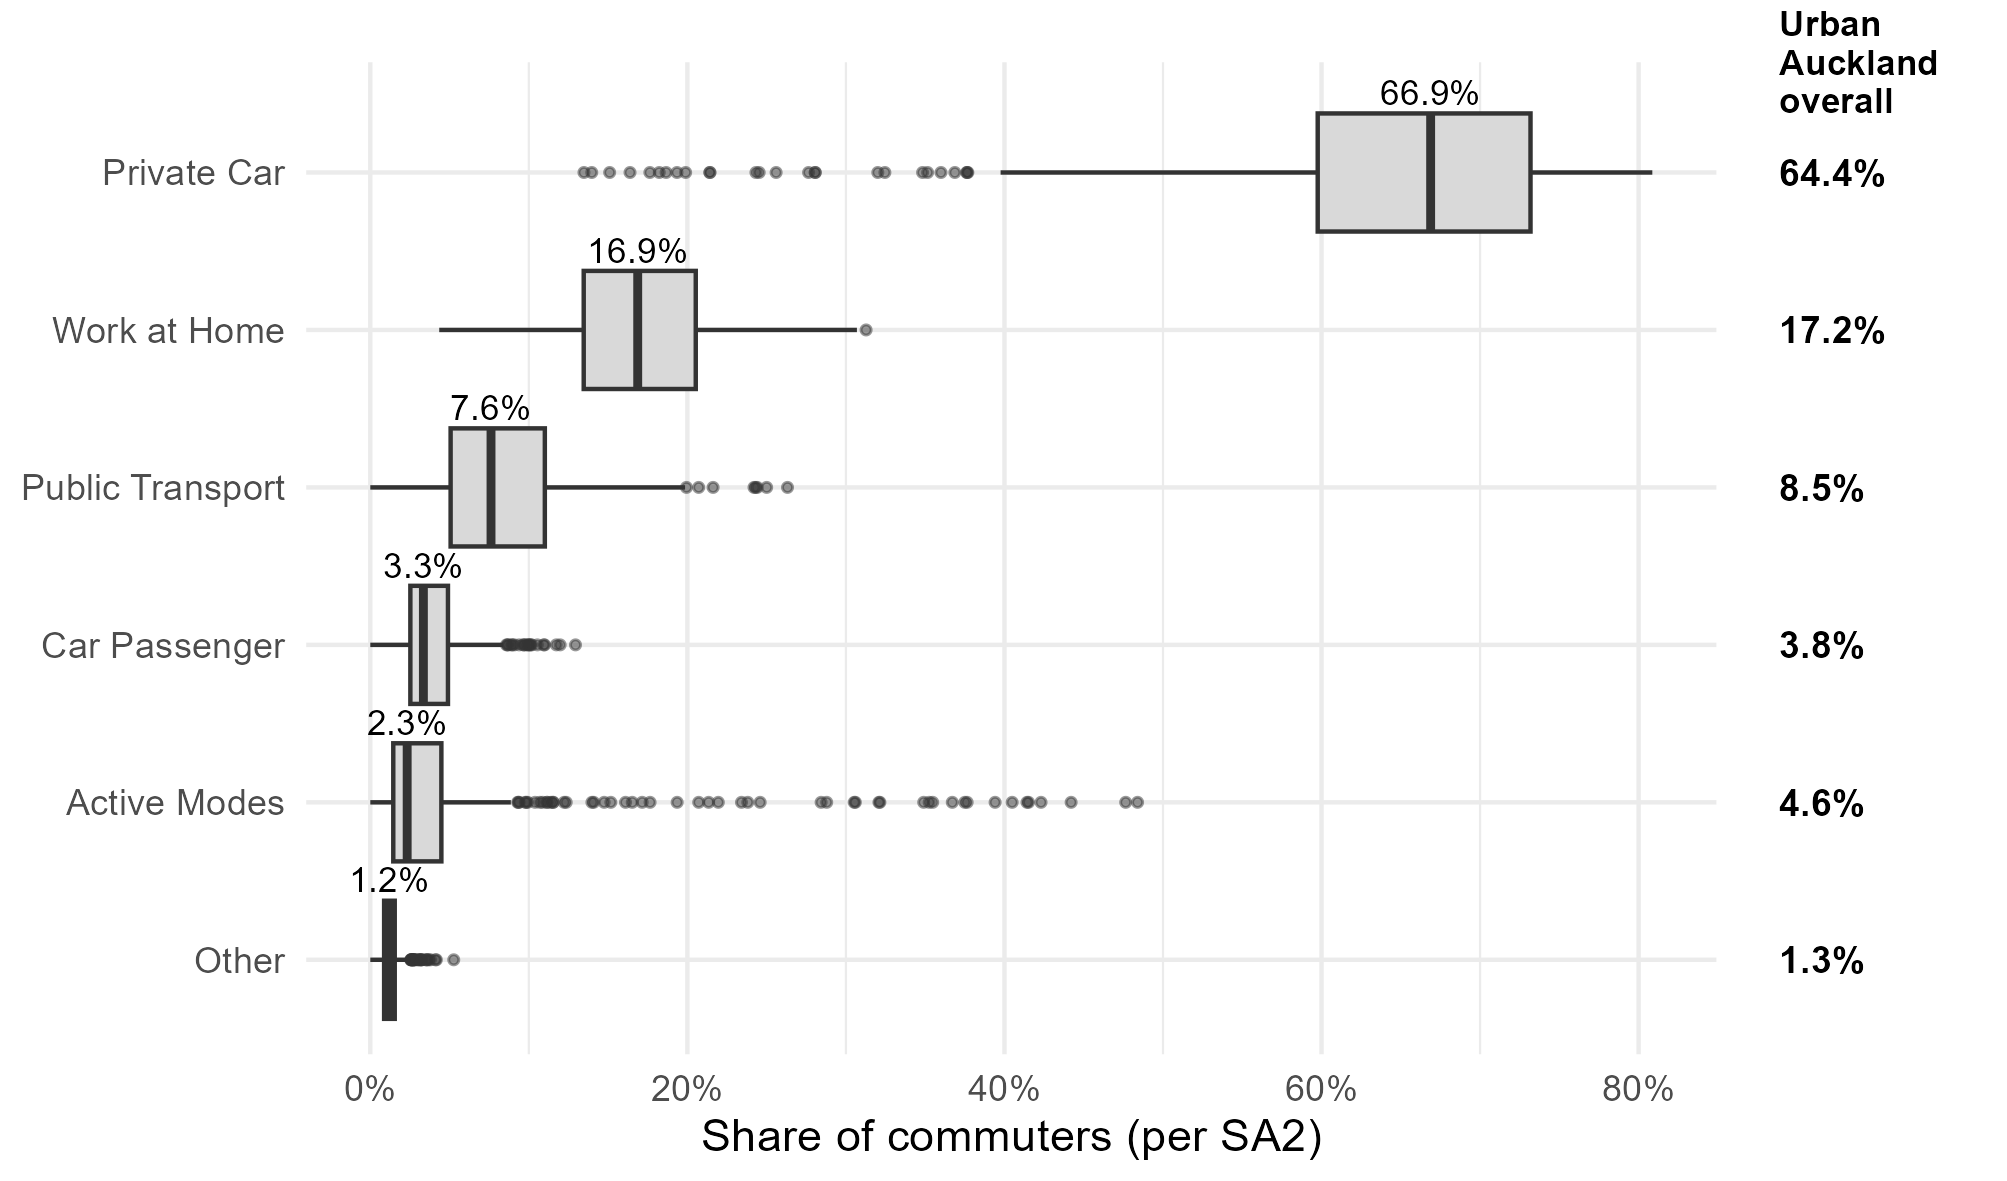 Urban
Auckland
overall
66.9%
Private Car
64.4%
16.9%
Work at Home
17.2%
7.6%
Public Transport
8.5%
3.3%
Car Passenger
3.8%
2.3%
Active Modes
4.6%
1.2%
Other
1.3%
0% 20% 40% 60% 80%
Share of commuters (per SA2)